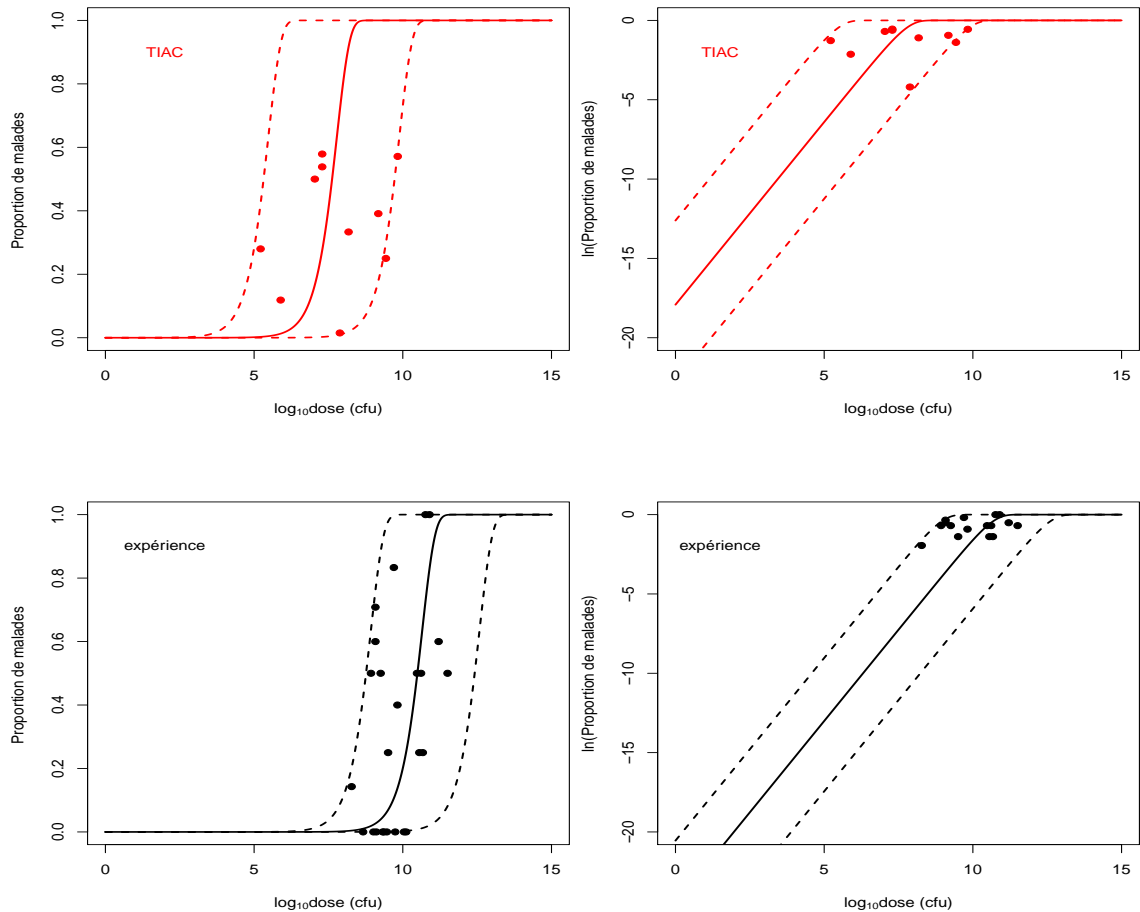 TIAC
Proportion de malades
0.0
0.2
0.4
0.6
0.8
1.0
0 5 10 15
log₁₀dose (cfu)
TIAC
ln(Proportion de malades)
−20
−15
−10
−5
0
0 5 10 15
log₁₀dose (cfu)
expérience
Proportion de malades
0.0
0.2
0.4
0.6
0.8
1.0
0 5 10 15
log₁₀dose (cfu)
expérience
ln(Proportion de malades)
−20
−15
−10
−5
0
0 5 10 15
log₁₀dose (cfu)